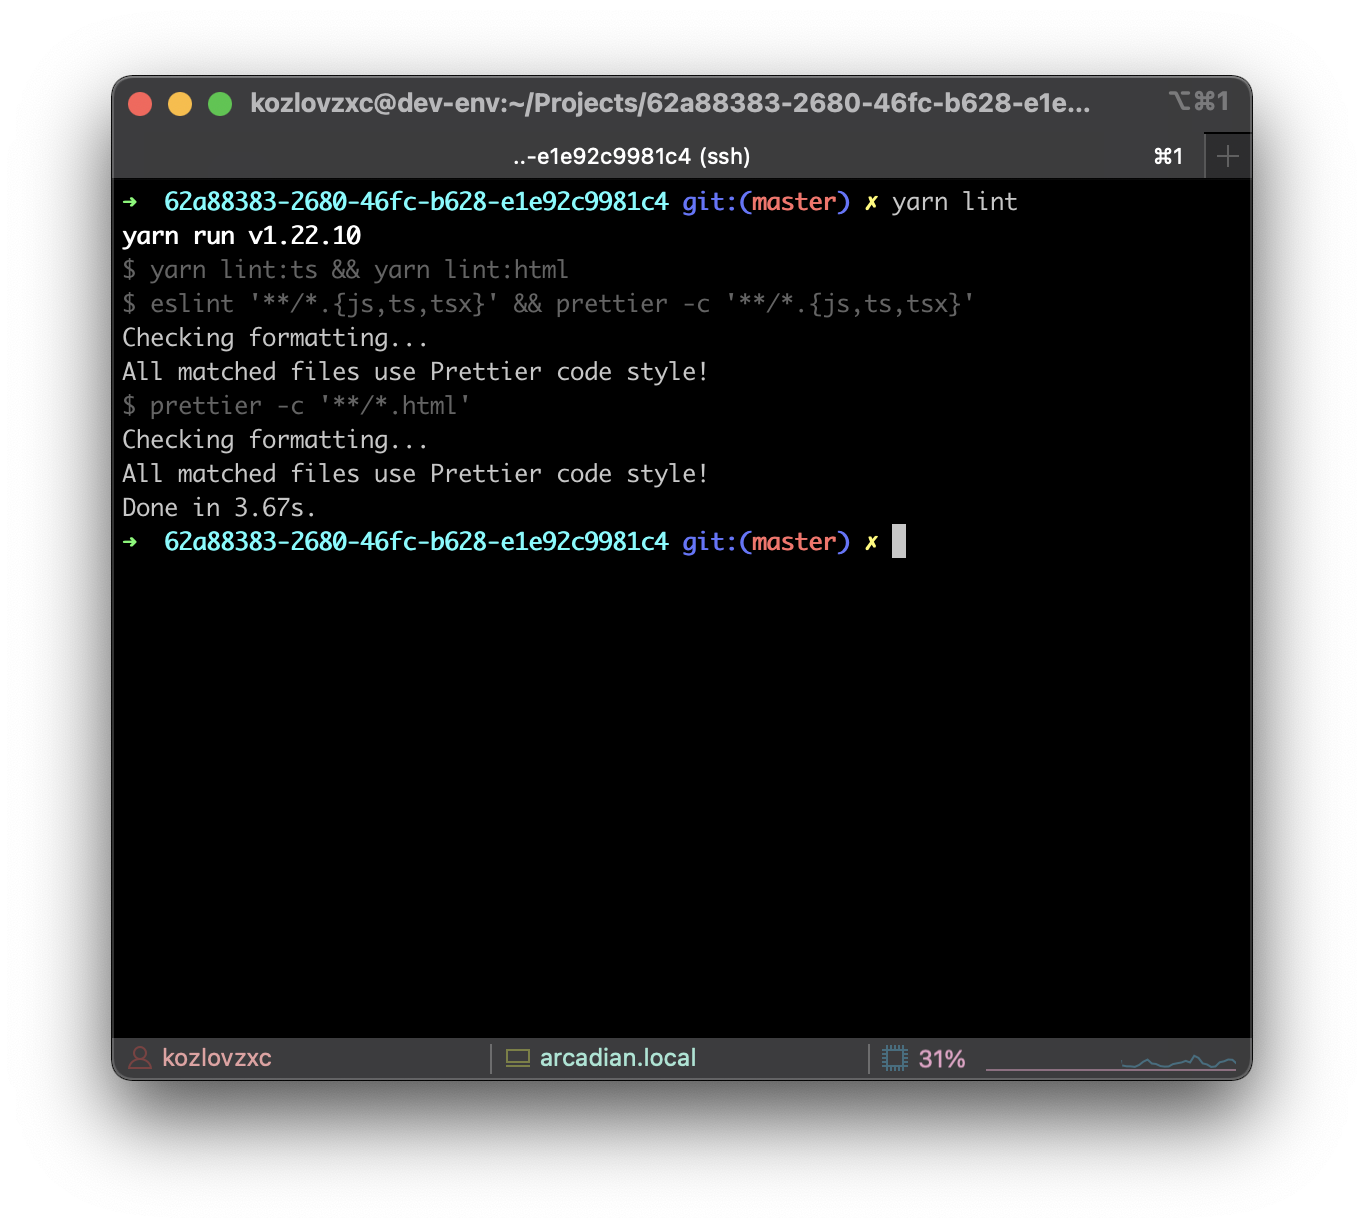 kozlovzxc@dev-env:~/Projects/62a88383-2680-46fc-b628-e1e... ⌥⌘1
..-e1e92c9981c4 (ssh) ⌘1
➜ 62a88383-2680-46fc-b628-e1e92c9981c4 git:(master) ✗ yarn lint
yarn run v1.22.10
$ yarn lint:ts && yarn lint:html
$ eslint '**/*.{js,ts,tsx}' && prettier -c '**/*.{js,ts,tsx}'
Checking formatting...
All matched files use Prettier code style!
$ prettier -c '**/*.html'
Checking formatting...
All matched files use Prettier code style!
Done in 3.67s.
➜ 62a88383-2680-46fc-b628-e1e92c9981c4 git:(master) ✗
kozlovzxc arcadian.local 31%